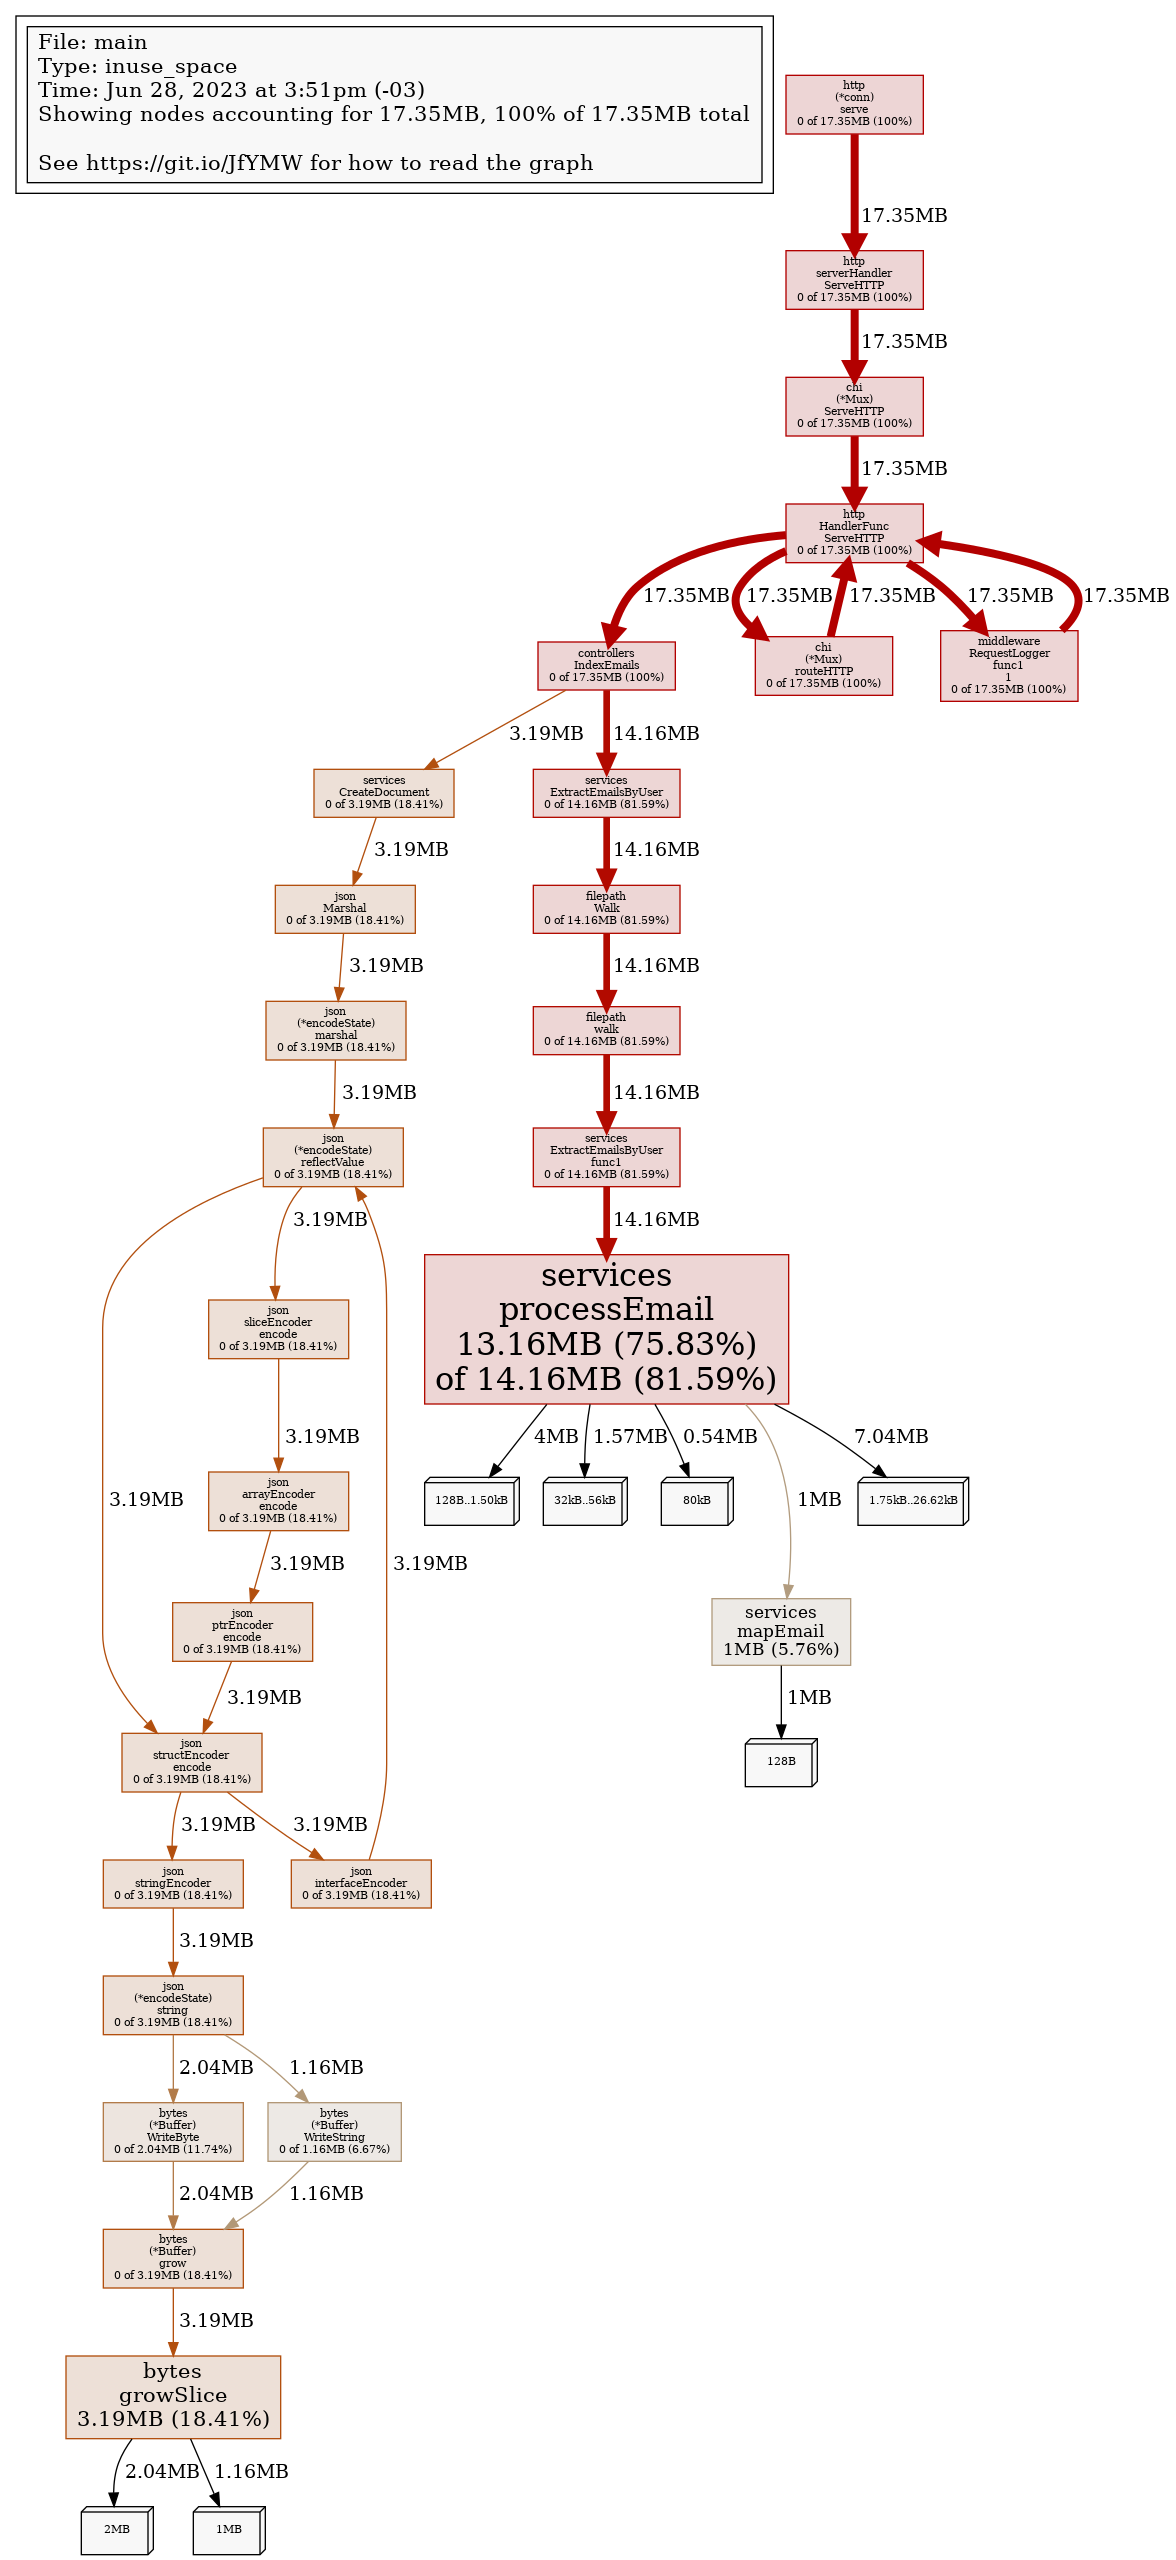 File: main
Type: inuse_space
Time: Jun 28, 2023 at 3:51pm (-03)
Showing nodes accounting for 17.35MB, 100% of 17.35MB total
See https://git.io/JfYMW for how to read the graph
http
(*conn)
serve
0 of 17.35MB (100%)
17.35MB
http
serverHandler
ServeHTTP
0 of 17.35MB (100%)
17.35MB
chi
(*Mux)
ServeHTTP
0 of 17.35MB (100%)
17.35MB
http
HandlerFunc
ServeHTTP
0 of 17.35MB (100%)
17.35MB
17.35MB
17.35MB
17.35MB
17.35MB
controllers
IndexEmails
0 of 17.35MB (100%)
chi
(*Mux)
routeHTTP
0 of 17.35MB (100%)
middleware
RequestLogger
func1
1
0 of 17.35MB (100%)
3.19MB
14.16MB
services
CreateDocument
0 of 3.19MB (18.41%)
services
ExtractEmailsByUser
0 of 14.16MB (81.59%)
3.19MB
14.16MB
json
Marshal
0 of 3.19MB (18.41%)
filepath
Walk
0 of 14.16MB (81.59%)
3.19MB
14.16MB
json
(*encodeState)
marshal
0 of 3.19MB (18.41%)
filepath
walk
0 of 14.16MB (81.59%)
3.19MB
14.16MB
json
(*encodeState)
reflectValue
0 of 3.19MB (18.41%)
services
ExtractEmailsByUser
func1
0 of 14.16MB (81.59%)
3.19MB
14.16MB
services
processEmail
13.16MB (75.83%)
of 14.16MB (81.59%)
json
sliceEncoder
encode
0 of 3.19MB (18.41%)
3.19MB
4MB
1.57MB
0.54MB
7.04MB
3.19MB
json
arrayEncoder
encode
0 of 3.19MB (18.41%)
128B..1.50kB
32kB..56kB
80kB
1MB
1.75kB..26.62kB
3.19MB
3.19MB
json
ptrEncoder
encode
0 of 3.19MB (18.41%)
services
mapEmail
1MB (5.76%)
3.19MB
1MB
json
structEncoder
encode
0 of 3.19MB (18.41%)
128B
3.19MB
3.19MB
json
stringEncoder
0 of 3.19MB (18.41%)
json
interfaceEncoder
0 of 3.19MB (18.41%)
3.19MB
json
(*encodeState)
string
0 of 3.19MB (18.41%)
2.04MB
1.16MB
bytes
(*Buffer)
WriteByte
0 of 2.04MB (11.74%)
bytes
(*Buffer)
WriteString
0 of 1.16MB (6.67%)
2.04MB
1.16MB
bytes
(*Buffer)
grow
0 of 3.19MB (18.41%)
3.19MB
bytes
growSlice
3.19MB (18.41%)
2.04MB
1.16MB
2MB
1MB